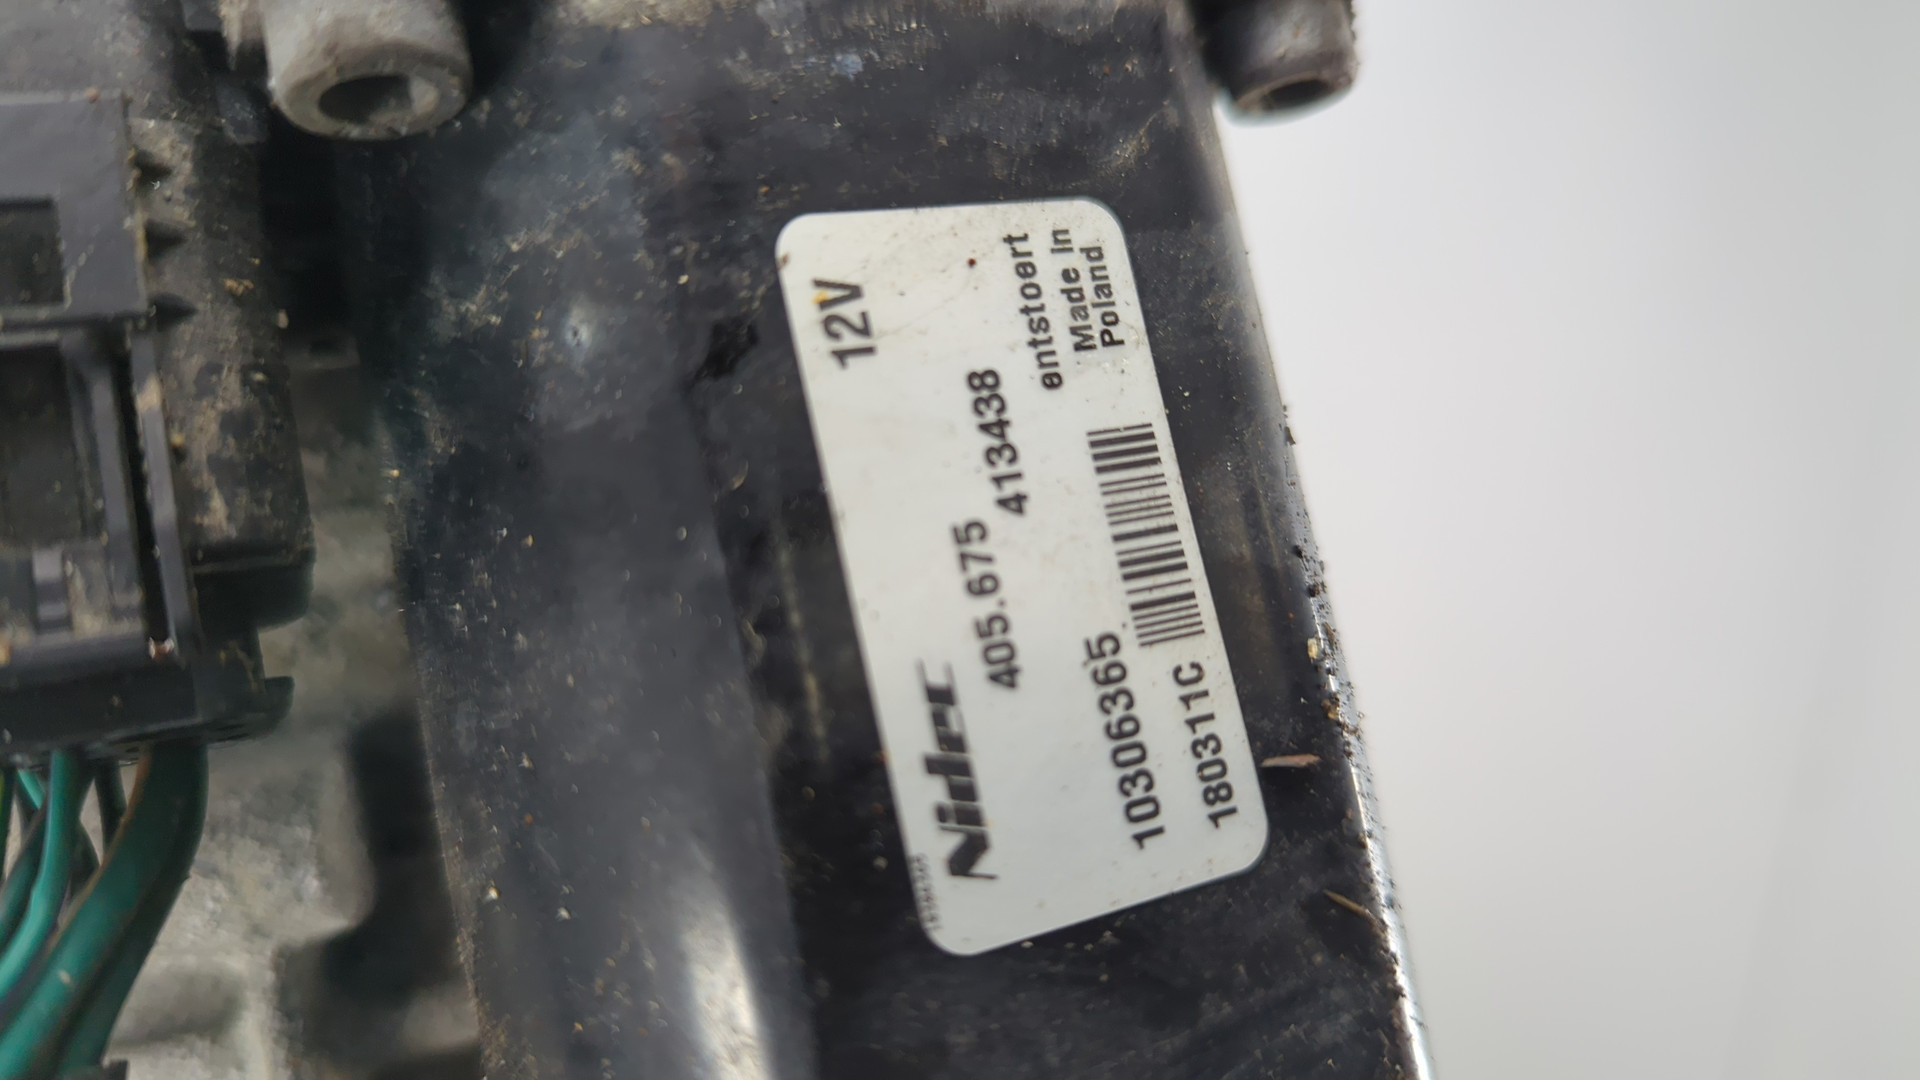 12V
Nidec
405.675
413438
entstoert
Made in
Poland
10306365
180311C